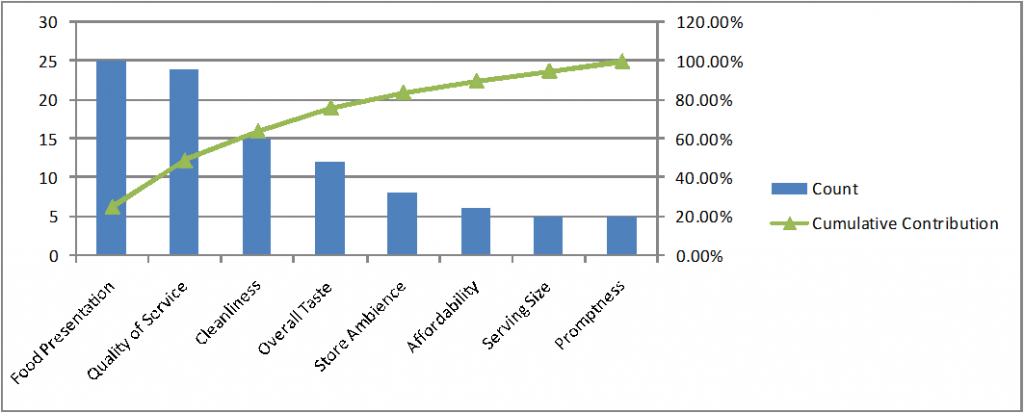 30
25
20
15
10
5
0
120.00%
100.00%
80.00%
60.00%
40.00%
20.00%
0.00%
Food Presentation
Quality of Service
Cleanliness
Overall Taste
Store Ambience
Affordability
Serving Size
Promptness
Count
Cumulative Contribution